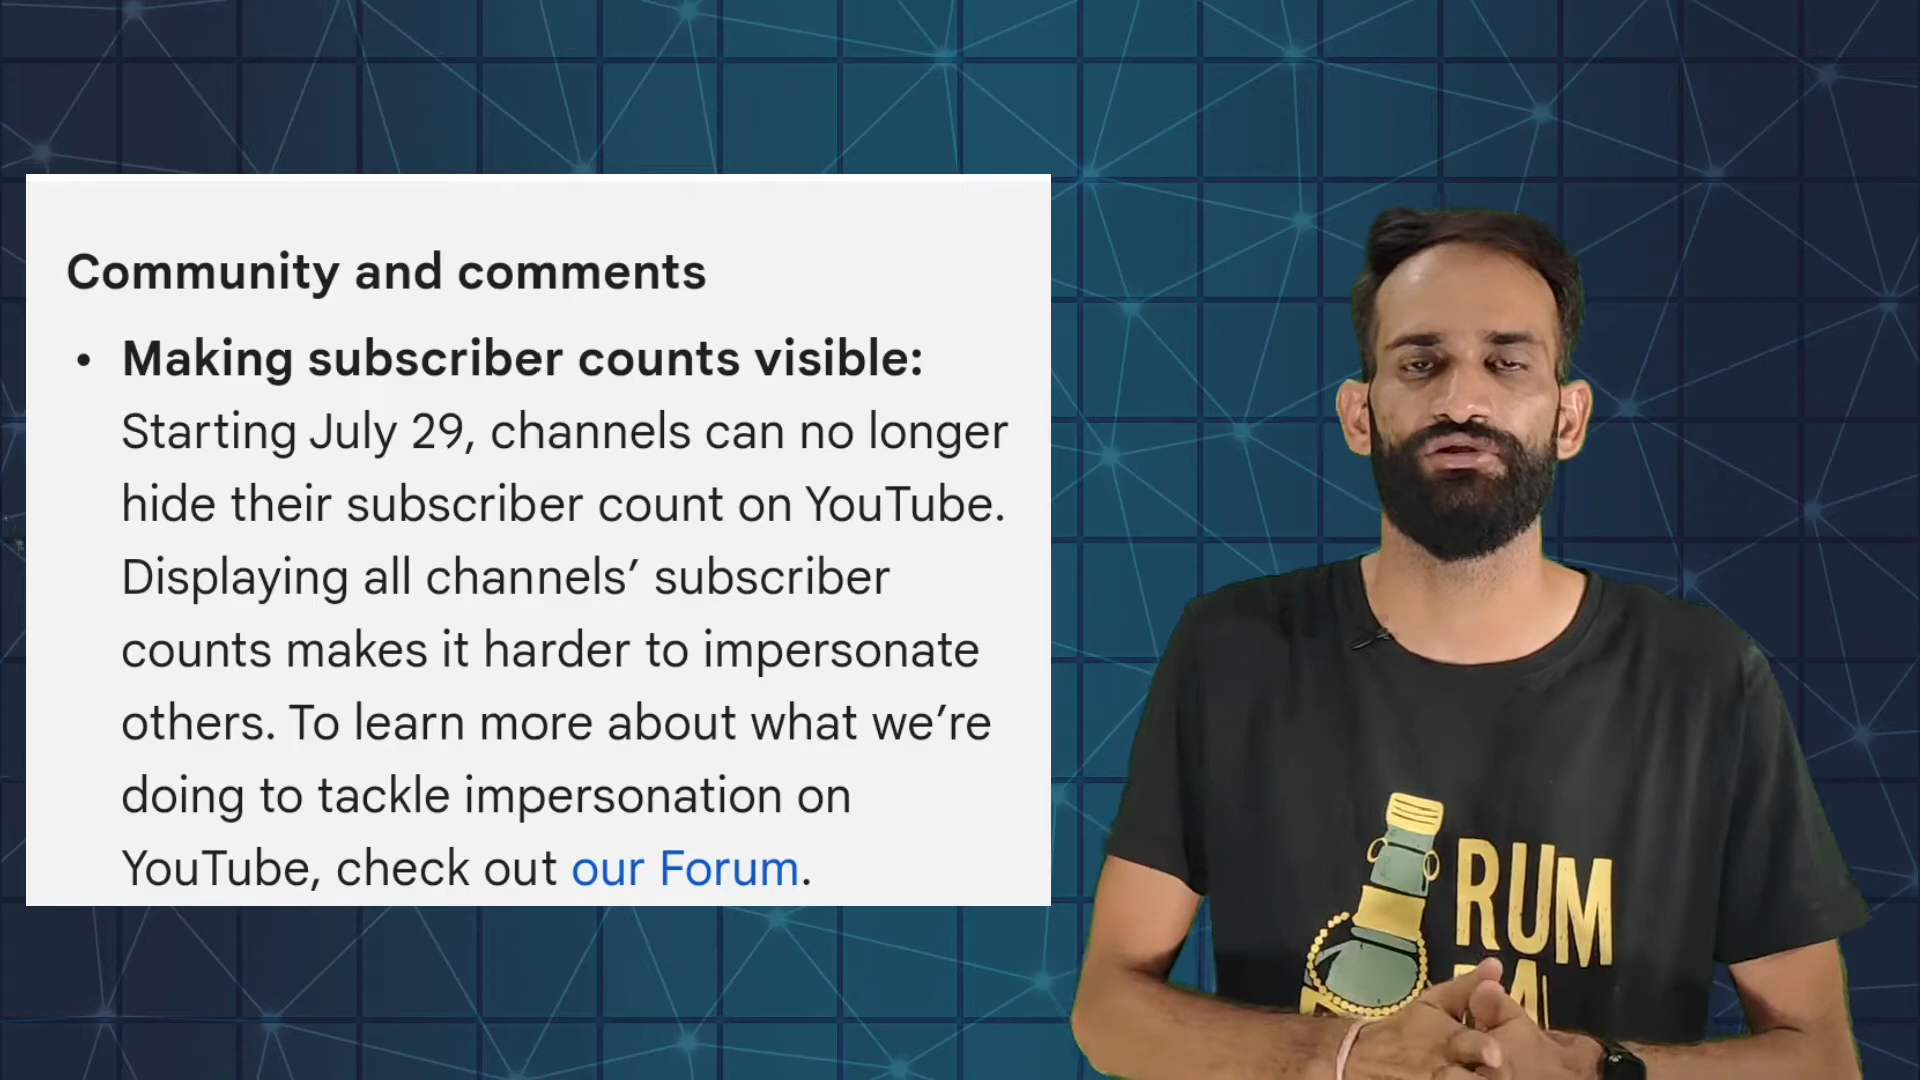 Community and comments
• Making subscriber counts visible:
Starting July 29, channels can no longer
hide their subscriber count on YouTube.
Displaying all channels’ subscriber
counts makes it harder to impersonate
others. To learn more about what we’re
doing to tackle impersonation on
YouTube, check out our Forum.
RUM